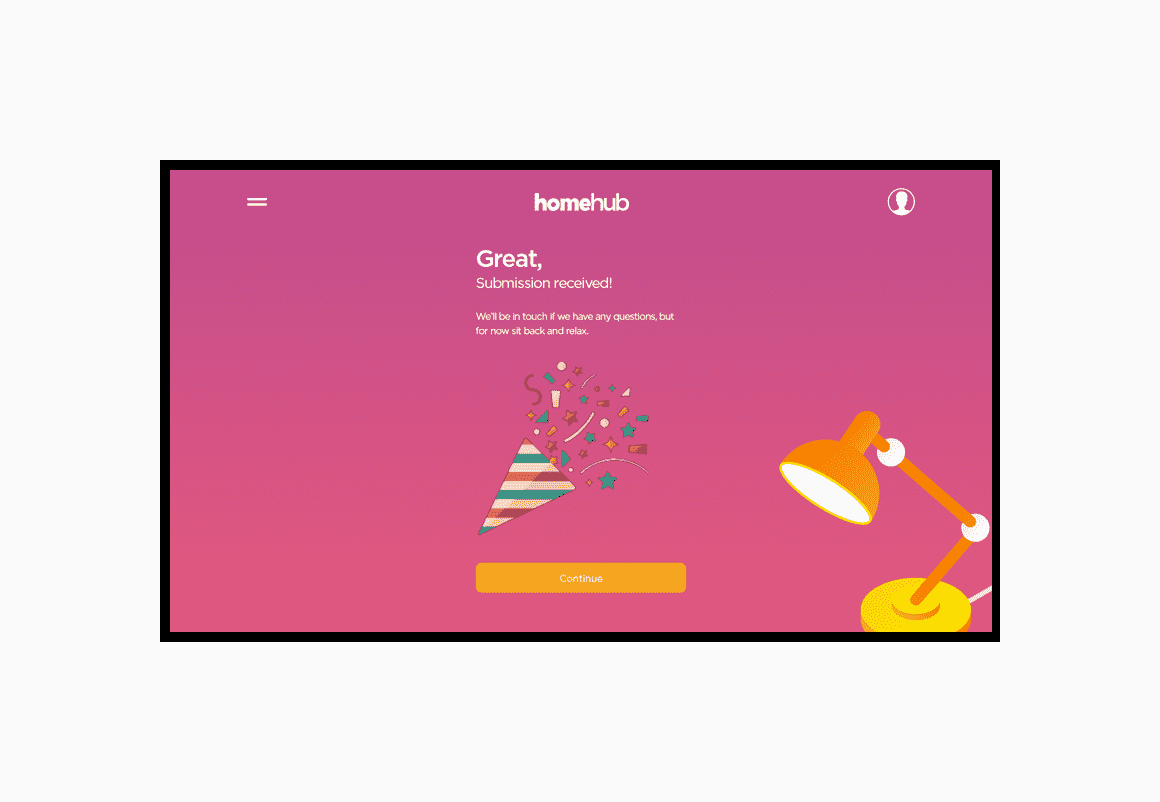 homehub
Great,
Submission received!
We'll be in touch if we have any questions, but
for now sit back and relax.
Continue